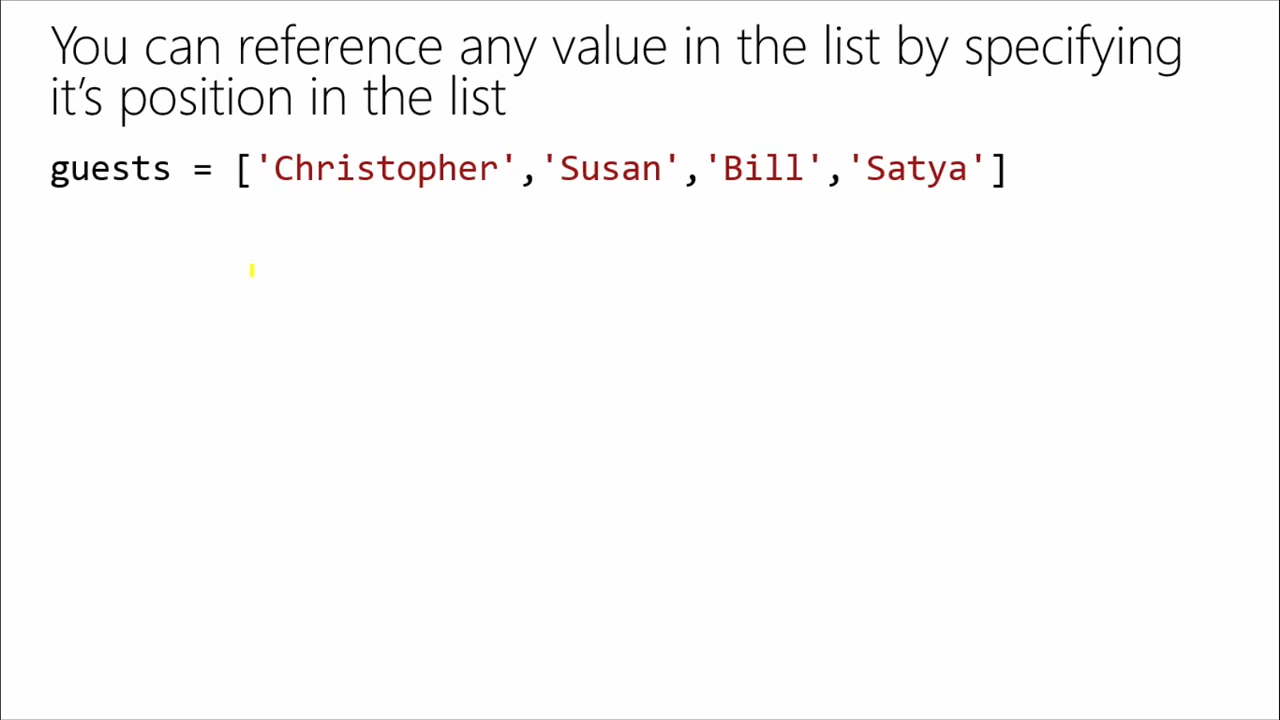 You can reference any value in the list by specifying
it’s position in the list
guests = ['Christopher','Susan','Bill','Satya']